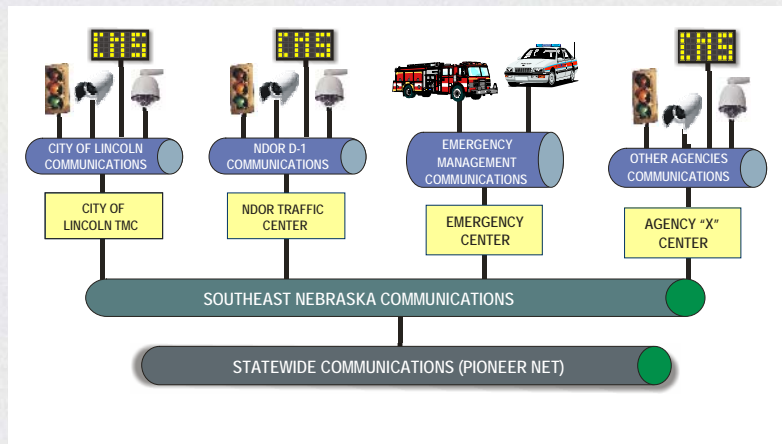 CMS
CMS
CMS
CITY OF LINCOLN
COMMUNICATIONS
NDOR D-1
COMMUNICATIONS
EMERGENCY
MANAGEMENT
COMMUNICATIONS
OTHER AGENCIES
COMMUNICATIONS
CITY OF
LINCOLN TMC
NDOR TRAFFIC
CENTER
EMERGENCY
CENTER
AGENCY “X”
CENTER
SOUTHEAST NEBRASKA COMMUNICATIONS
STATEWIDE COMMUNICATIONS (PIONEER NET)